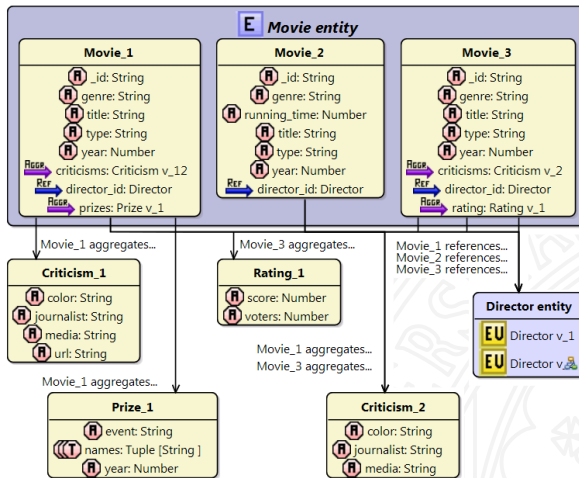 E Movie entity
Movie_1
A _id: String
A genre: String
A title: String
A type: String
A year: Number
AGGR criticisms: Criticism v_12
REF director_id: Director
AGGR prizes: Prize v_1
Movie_2
A _id: String
A genre: String
A running_time: Number
A title: String
A type: String
A year: Number
REF director_id: Director
Movie_3
A _id: String
A genre: String
A title: String
A type: String
A year: Number
AGGR criticisms: Criticism v_2
REF director_id: Director
AGGR rating: Rating v_1
Movie_1 aggregates...
Movie_3 aggregates...
Movie_1 references...
Movie_2 references...
Movie_3 references...
Criticism_1
A color: String
A journalist: String
A media: String
A url: String
Rating_1
A score: Number
A voters: Number
Director entity
EV Director v_1
EV Director v
Movie_1 aggregates...
Movie_3 aggregates...
Movie_1 aggregates...
Prize_1
A event: String
T names: Tuple [String ]
A year: Number
Criticism_2
A color: String
A journalist: String
A media: String